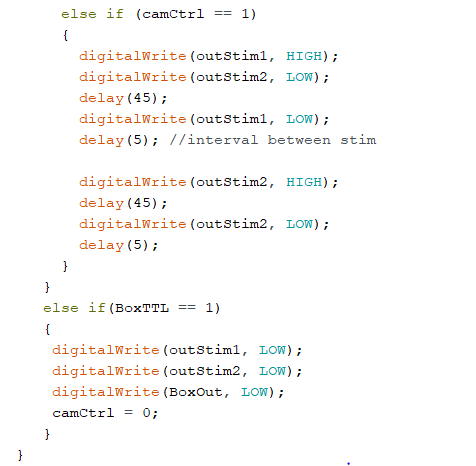 else if (camCtrl == 1)
{
digitalWrite(outStim1, HIGH);
digitalWrite(outStim2, LOW);
delay(45);
digitalWrite(outStim1, LOW);
delay(5); //interval between stim
digitalWrite(outStim2, HIGH);
delay(45);
digitalWrite(outStim2, LOW);
delay(5);
}
}
else if(BoxTTL == 1)
{
digitalWrite(outStim1, LOW);
digitalWrite(outStim2, LOW);
digitalWrite(BoxOut, LOW);
camCtrl = 0;
}
}